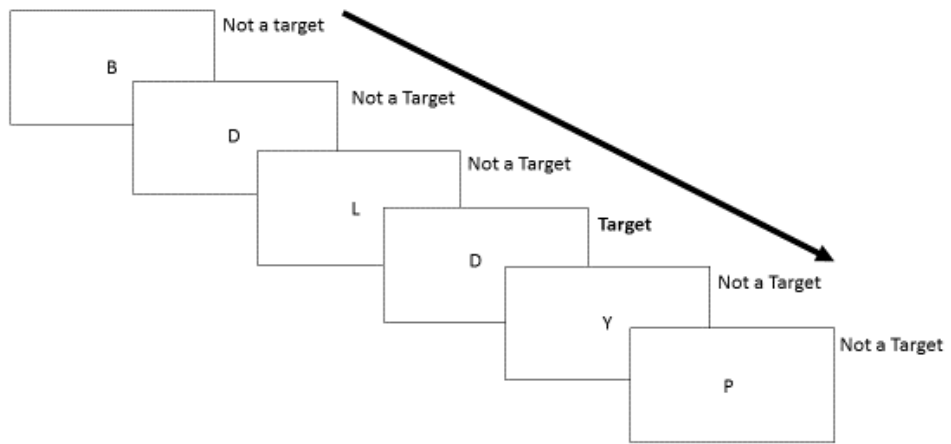 Not a target
B
Not a Target
D
Not a Target
L
Target
D
Not a Target
Y
Not a Target
P